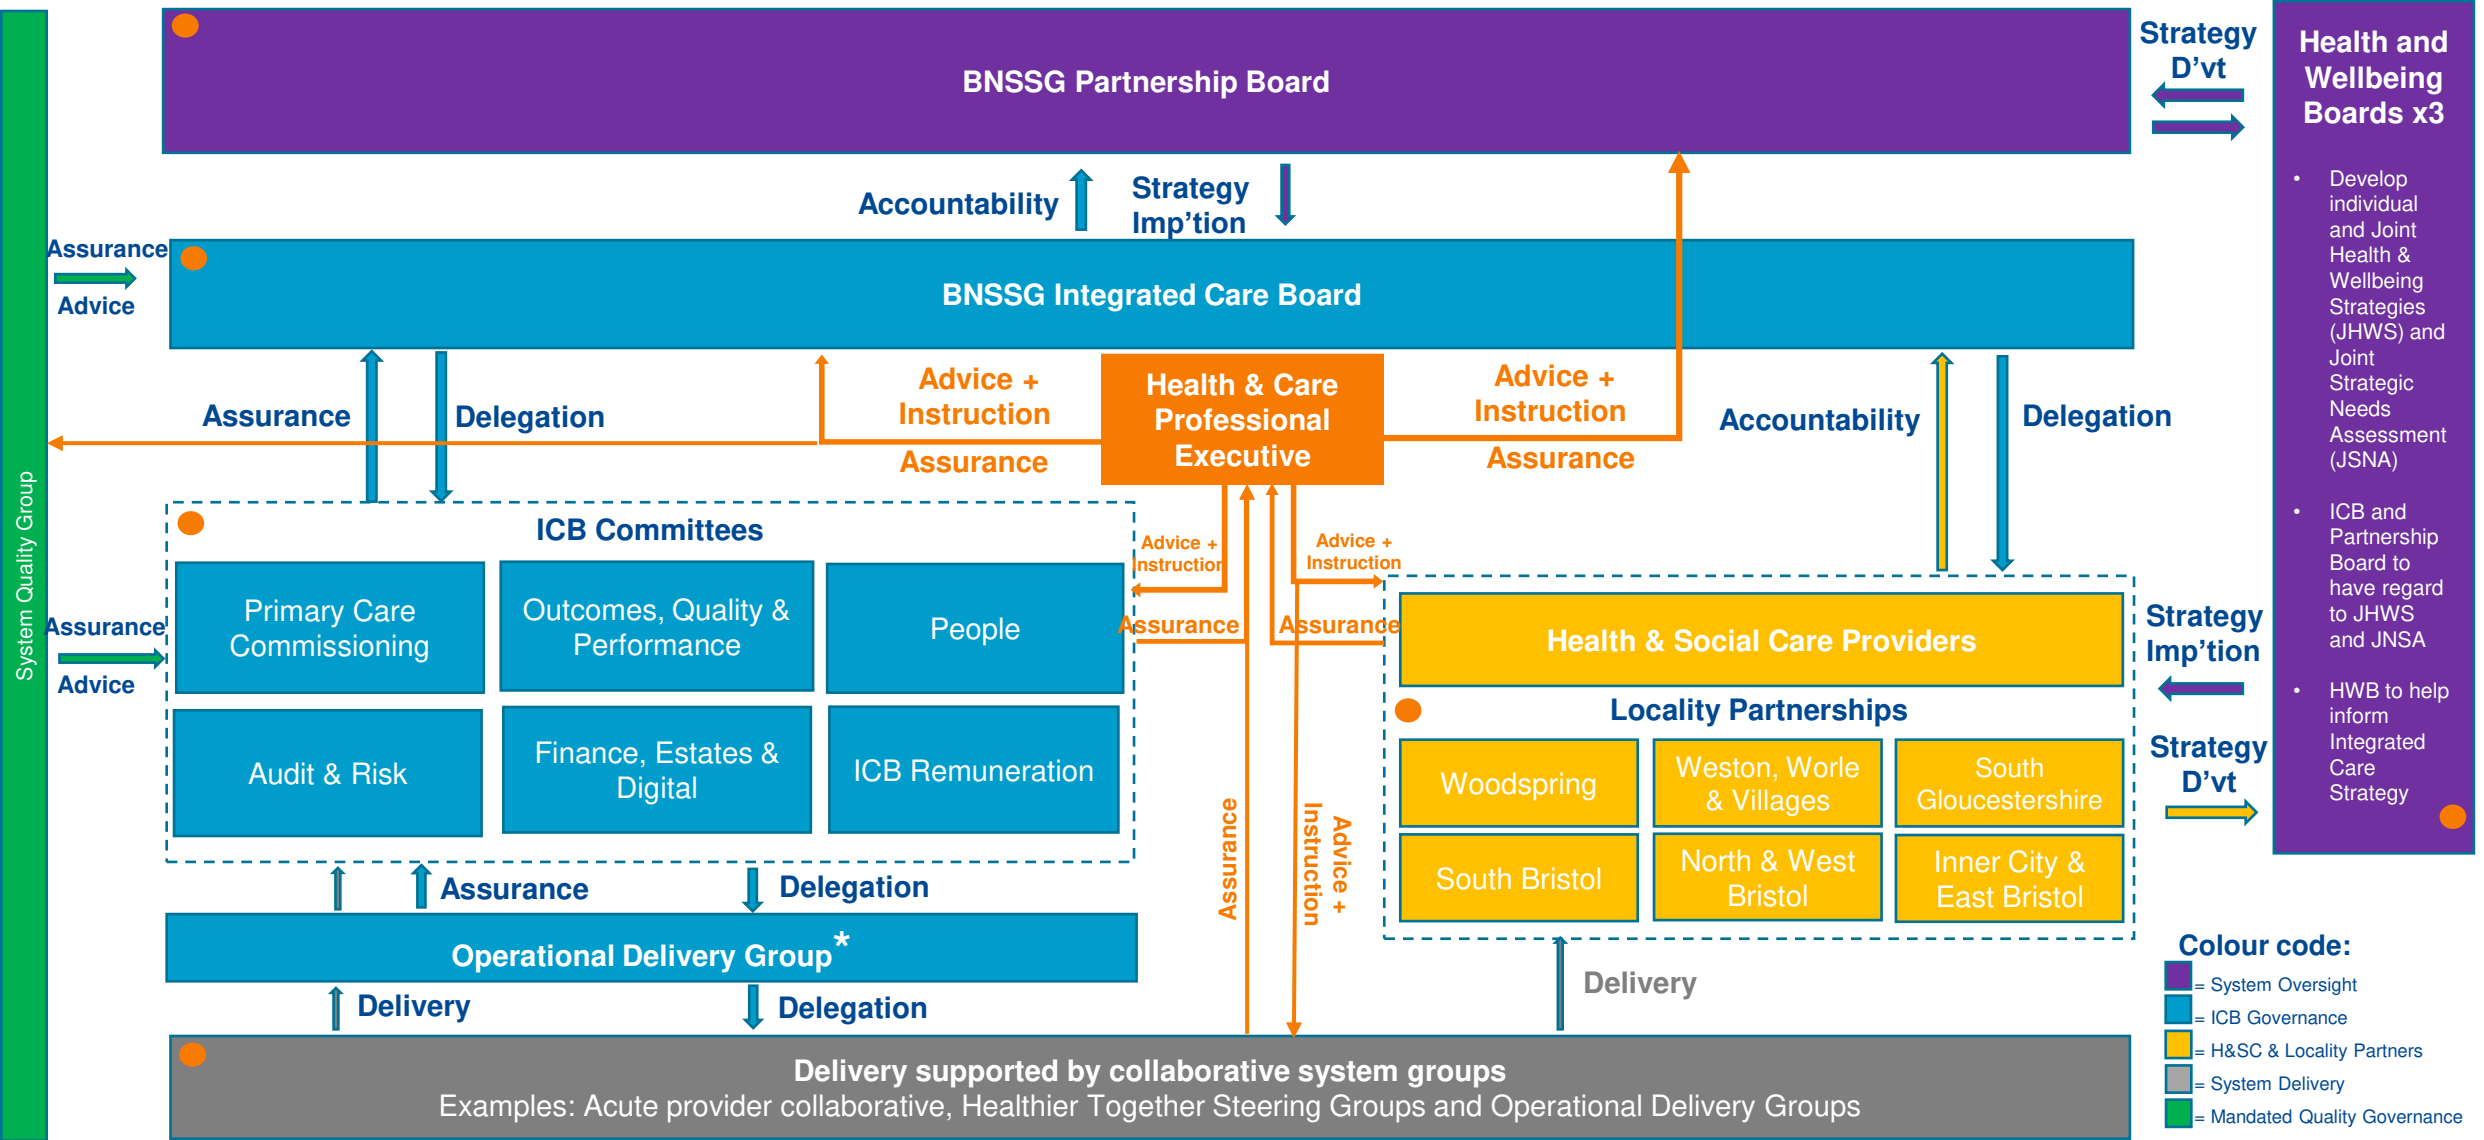 BNSSG Partnership Board
Strategy
D’vt
Health and
Wellbeing
Boards x3
• Develop
individual
and Joint
Health &
Wellbeing
Strategies
(JHWS) and
Joint
Strategic
Needs
Assessment
(JSNA)
• ICB and
Partnership
Board to
have regard
to JHWS
and JNSA
• HWB to help
inform
Integrated
Care
Strategy
Accountability
Strategy
Imp’tion
Assurance
Advice
BNSSG Integrated Care Board
System Quality Group
Assurance
Delegation
Advice +
Instruction
Assurance
Health & Care
Professional
Executive
Advice +
Instruction
Assurance
Accountability
Delegation
ICB Committees
Primary Care
Commissioning
Outcomes, Quality &
Performance
People
Audit & Risk
Finance, Estates &
Digital
ICB Remuneration
Assurance
Advice
Advice +
Instruction
Assurance
Advice +
Instruction
Assurance
Health & Social Care Providers
Locality Partnerships
Woodspring
Weston, Worle
& Villages
South
Gloucestershire
South Bristol
North & West
Bristol
Inner City &
East Bristol
Strategy
Imp’tion
Strategy
D’vt
Assurance
Advice +
Instruction
Assurance
Delegation
Operational Delivery Group*
Delivery
Delegation
Delivery
Delivery supported by collaborative system groups
Examples: Acute provider collaborative, Healthier Together Steering Groups and Operational Delivery Groups
Colour code:
= System Oversight
= ICB Governance
= H&SC & Locality Partners
= System Delivery
= Mandated Quality Governance